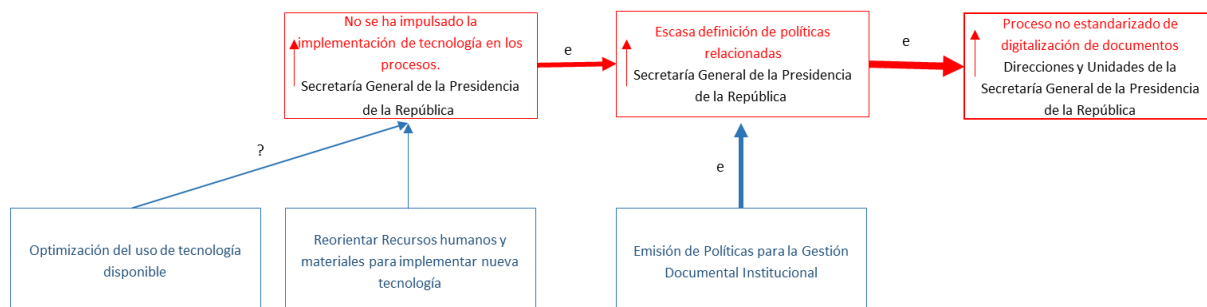 No se ha impulsado la
implementación de tecnología en los
procesos.
Secretaría General de la Presidencia
de la República
e
Escasa definición de políticas
relacionadas
Secretaría General de la Presidencia
de la República
e
Proceso no estandarizado de
digitalización de documentos
Direcciones y Unidades de la
Secretaría General de la Presidencia
de la República
?
e
Optimización del uso de tecnología
disponible
Reorientar Recursos humanos y
materiales para implementar nueva
tecnología
Emisión de Políticas para la Gestión
Documental Institucional